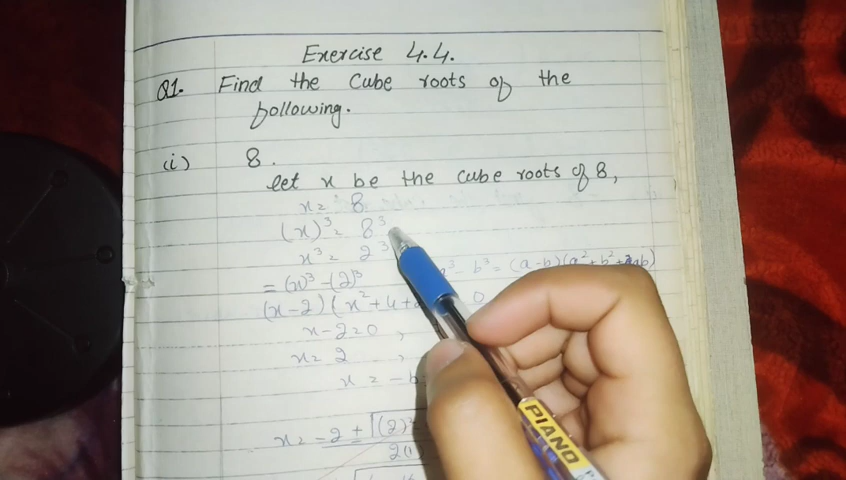 Exercise 4.4.
Q1. Find the Cube roots of the
following.
(i) 8.
let x be the cube roots of 8,
x = 8
(x)³ = 8³
x³ = 2³
= (x)³ - (2)³ ³ - b³ = (a-b)(a² + b² + ab)
(x-2)(x² + 4 + 0
x-2=0 ,
x = 2 ,
x = -b
x = -2 ± √(2)²
2(1)
PIANO